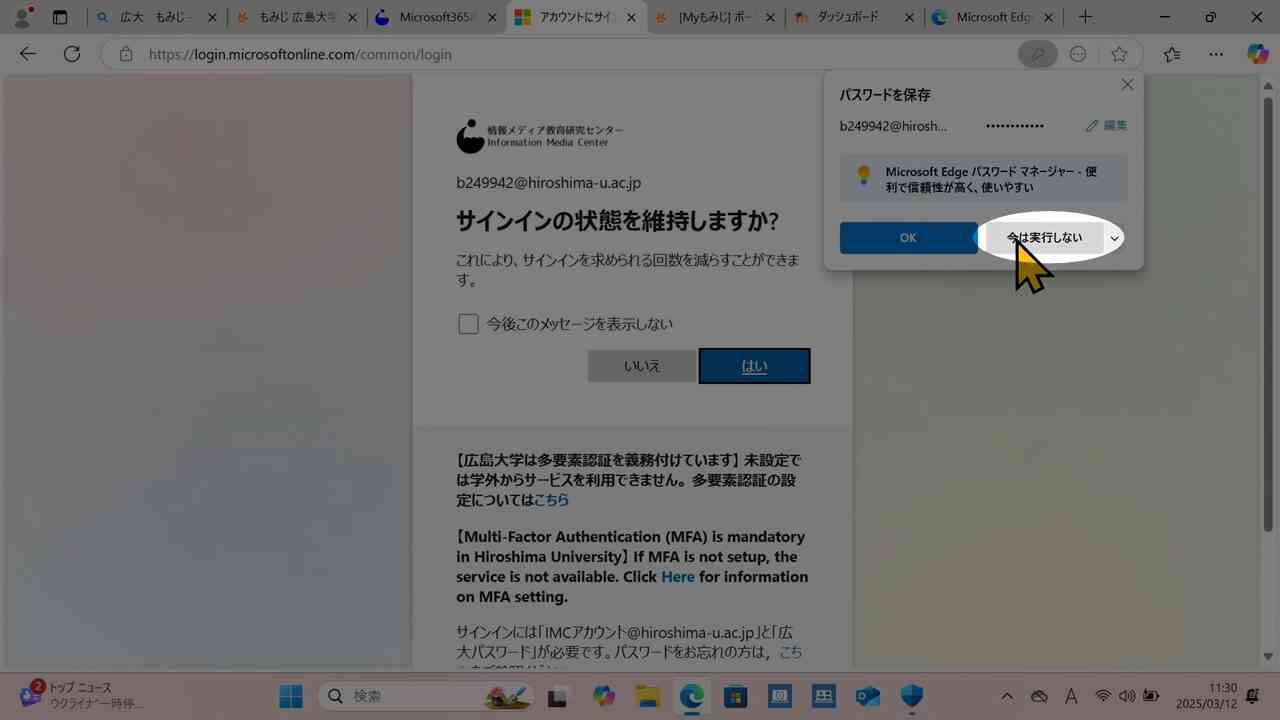 広大 もみじ -
もみじ 広島大学
Microsoft365
アカウントにサイン
[Myもみじ] ポー
ダッシュボード
Microsoft Edg
https://login.microsoftonline.com/common/login
パスワードを保存
b249942@hirosh...
••••••••••••
編集
Microsoft Edge パスワード マネージャー - 便
利で信頼性が高く、使いやすい
OK
今は実行しない
情報メディア教育研究センター
Information Media Center
b249942@hiroshima-u.ac.jp
サインインの状態を維持しますか?
これにより、サインインを求められる回数を減らすことができま
す。
今後このメッセージを表示しない
いいえ
はい
【広島大学は多要素認証を義務付けています】 未設定で
は学外からサービスを利用できません。多要素認証の設
定についてはこちら
【Multi-Factor Authentication (MFA) is mandatory
in Hiroshima University】 If MFA is not setup, the
service is not available. Click Here for information
on MFA setting.
サインインには「IMCアカウント@hiroshima-u.ac.jp」と「広
大パスワード」が必要です。パスワードをお忘れの方は, こち
2
トップ ニュース
ウクライナ一時停...
検索
A
11:30
2025/03/12